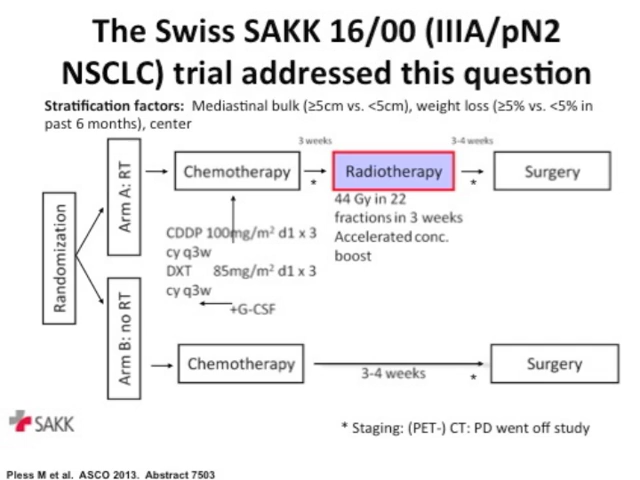 The Swiss SAKK 16/00 (IIIA/pN2
NSCLC) trial addressed this question
Stratification factors: Mediastinal bulk (≥5cm vs. <5cm), weight loss (≥5% vs. <5% in
past 6 months), center
Randomization
Arm A: RT
Chemotherapy
3 weeks
*
Radiotherapy
3-4 weeks
*
Surgery
CDDP 100mg/m² d1 x 3
cy q3w
DXT 85mg/m² d1 x 3
cy q3w
+G-CSF
44 Gy in 22
fractions in 3 weeks
Accelerated conc.
boost
Arm B: no RT
Chemotherapy
3-4 weeks
*
Surgery
SAKK
* Staging: (PET-) CT: PD went off study
Pless M et al. ASCO 2013. Abstract 7503